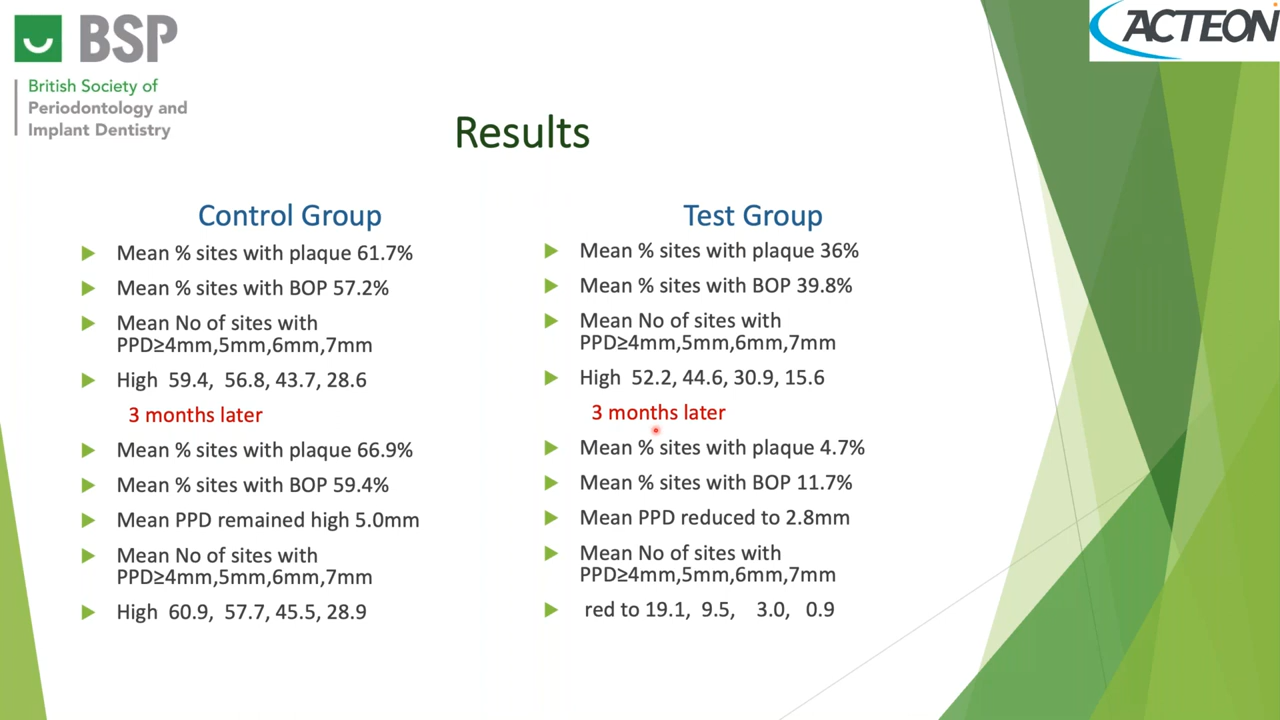 BSP
British Society of
Periodontology and
Implant Dentistry
ACTEON
Results
Control Group
Mean % sites with plaque 61.7%
Mean % sites with BOP 57.2%
Mean No of sites with
PPD≥4mm,5mm,6mm,7mm
High 59.4, 56.8, 43.7, 28.6
3 months later
Mean % sites with plaque 66.9%
Mean % sites with BOP 59.4%
Mean PPD remained high 5.0mm
Mean No of sites with
PPD≥4mm,5mm,6mm,7mm
High 60.9, 57.7, 45.5, 28.9
Test Group
Mean % sites with plaque 36%
Mean % sites with BOP 39.8%
Mean No of sites with
PPD≥4mm,5mm,6mm,7mm
High 52.2, 44.6, 30.9, 15.6
3 months later
Mean % sites with plaque 4.7%
Mean % sites with BOP 11.7%
Mean PPD reduced to 2.8mm
Mean No of sites with
PPD≥4mm,5mm,6mm,7mm
red to 19.1, 9.5, 3.0, 0.9